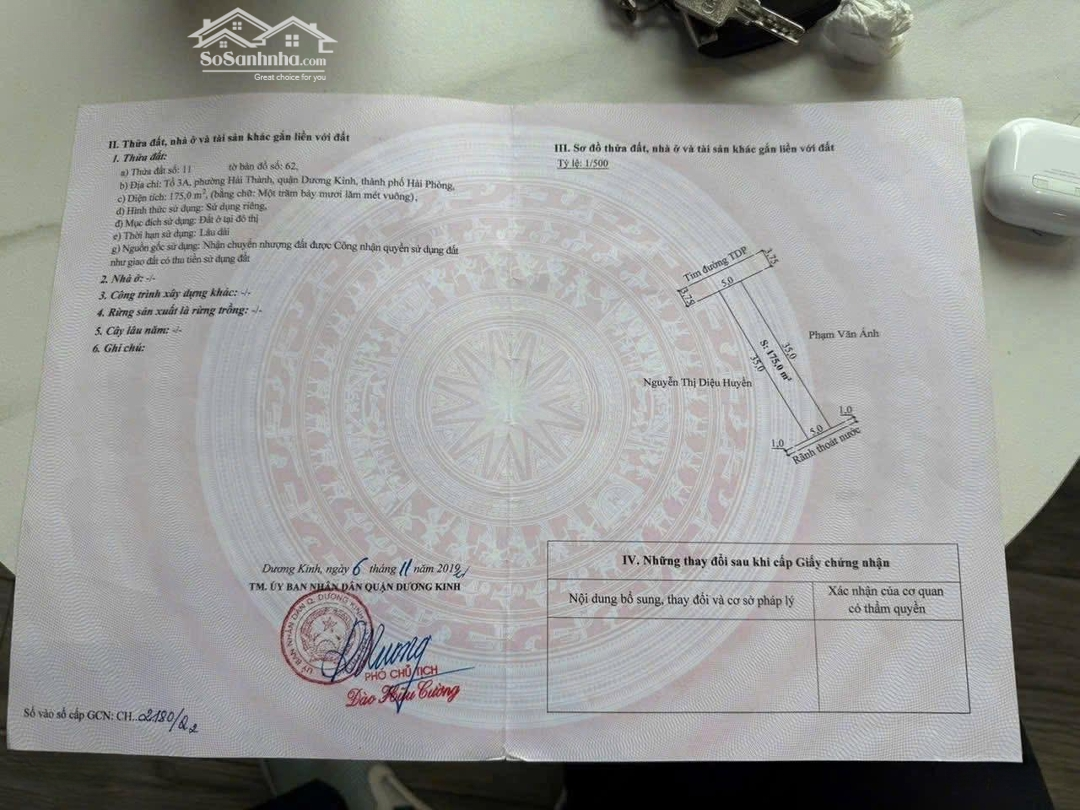 SoSanhnha.com
Great choice for you
II. Thửa đất, nhà ở và tài sản khác gắn liền với đất
1. Thửa đất:
a) Thửa đất số: 11 tờ bản đồ số: 62,
b) Địa chỉ: Tổ 3A, phường Hải Thành, quận Dương Kinh, thành phố Hải Phòng,
c) Diện tích: 175,0 m², (bằng chữ: Một trăm bảy mươi lăm mét vuông),
d) Hình thức sử dụng: Sử dụng riêng,
đ) Mục đích sử dụng: Đất ở tại đô thị
e) Thời hạn sử dụng: Lâu dài
g) Nguồn gốc sử dụng: Nhận chuyển nhượng đất được Công nhận quyền sử dụng đất
như giao đất có thu tiền sử dụng đất
2. Nhà ở: -/-
3. Công trình xây dựng khác: -/-
4. Rừng sản xuất là rừng trồng: -/-
5. Cây lâu năm: -/-
6. Ghi chú:
Dương Kinh, ngày 6 tháng 11 năm 2019
TM. ỦY BAN NHÂN DÂN QUẬN DƯƠNG KINH
ỦY BAN NHÂN DÂN Q. DƯƠNG KINH
PHÓ CHỦ TỊCH
Đào Hữu Cường
Số vào sổ cấp GCN: CH..02180/Q2
III. Sơ đồ thửa đất, nhà ở và tài sản khác gắn liền với đất
Tỷ lệ: 1/500
Tim đường TDP
3,75
3,78
5,0
Phạm Văn Ánh
35,0
S: 175,0 m²
35,0
Nguyễn Thị Diệu Huyền
1,0
5,0
1,0
Rãnh thoát nước
IV. Những thay đổi sau khi cấp Giấy chứng nhận
Nội dung bổ sung, thay đổi và cơ sở pháp lý
Xác nhận của cơ quan
có thẩm quyền